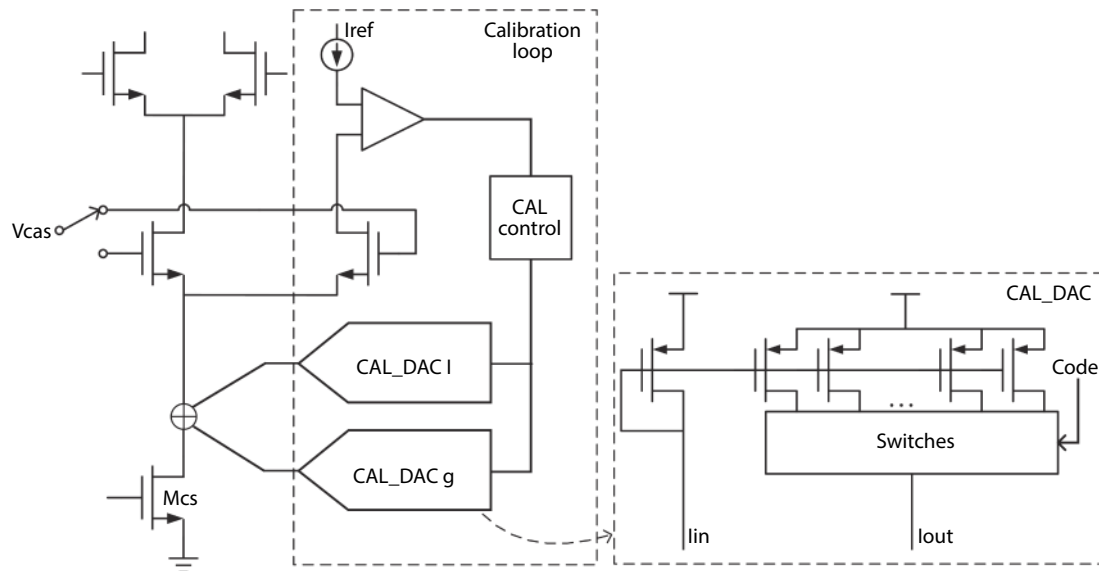 Iref
Calibration
loop
CAL
control
Vcas
CAL_DAC
CAL_DAC l
Code
...
Switches
Mcs
CAL_DAC g
Iin
Iout